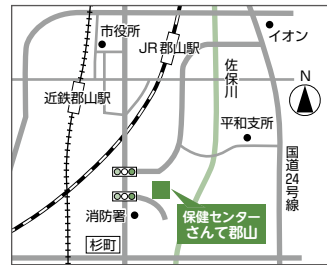 市役所
JR郡山駅
佐保川
イオン
N
近鉄郡山駅
平和支所
国道24号線
消防署
保健センター
さんて郡山
杉町